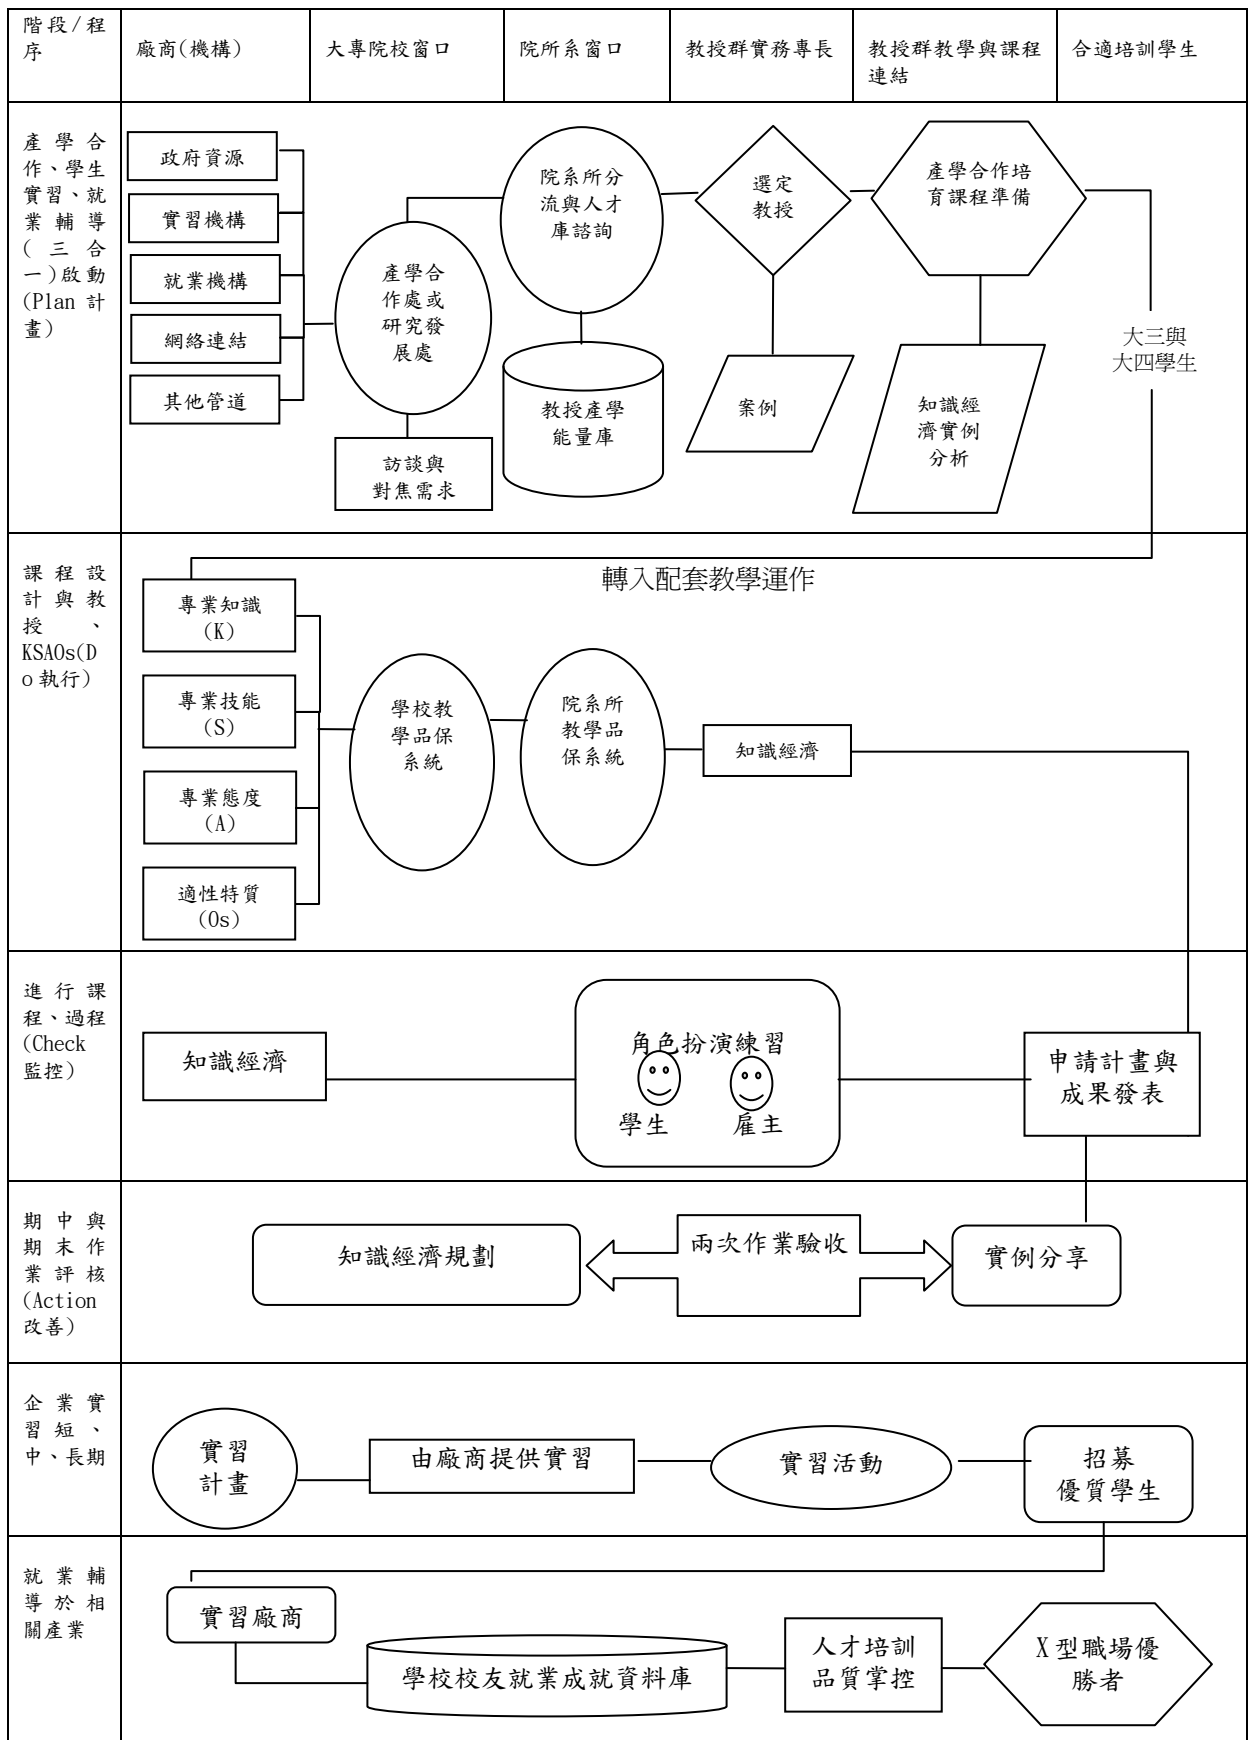 階段/程
序
廠商(機構)
大專院校窗口
院所系窗口
教授群實務專長
教授群教學與課程
連結
合適培訓學生
產學合
作、學生
實習、就
業輔導
(三合
一)啟動
(Plan 計
畫)
政府資源
實習機構
就業機構
網絡連結
其他管道
產學合
作處或
研究發
展處
訪談與
對焦需求
院系所分
流與人才
庫諮詢
教授產學
能量庫
選定
教授
案例
產學合作培
育課程準備
知識經
濟實例
分析
大三與
大四學生
課程設
計與教
授、
KSAOs(D
o 執行)
轉入配套教學運作
專業知識
(K)
專業技能
(S)
專業態度
(A)
適性特質
(Os)
學校教
學品保
系統
院系所
教學品
保系統
知識經濟
進行課
程、過程
(Check
監控)
知識經濟
角色扮演練習
學生
雇主
申請計畫與
成果發表
期中與
期末作
業評核
(Action
改善)
知識經濟規劃
兩次作業驗收
實例分享
企業實
習短、
中、長期
實習
計畫
由廠商提供實習
實習活動
招募
優質學生
就業輔
導於相
關產業
實習廠商
學校校友就業成就資料庫
人才培訓
品質掌控
X 型職場優
勝者